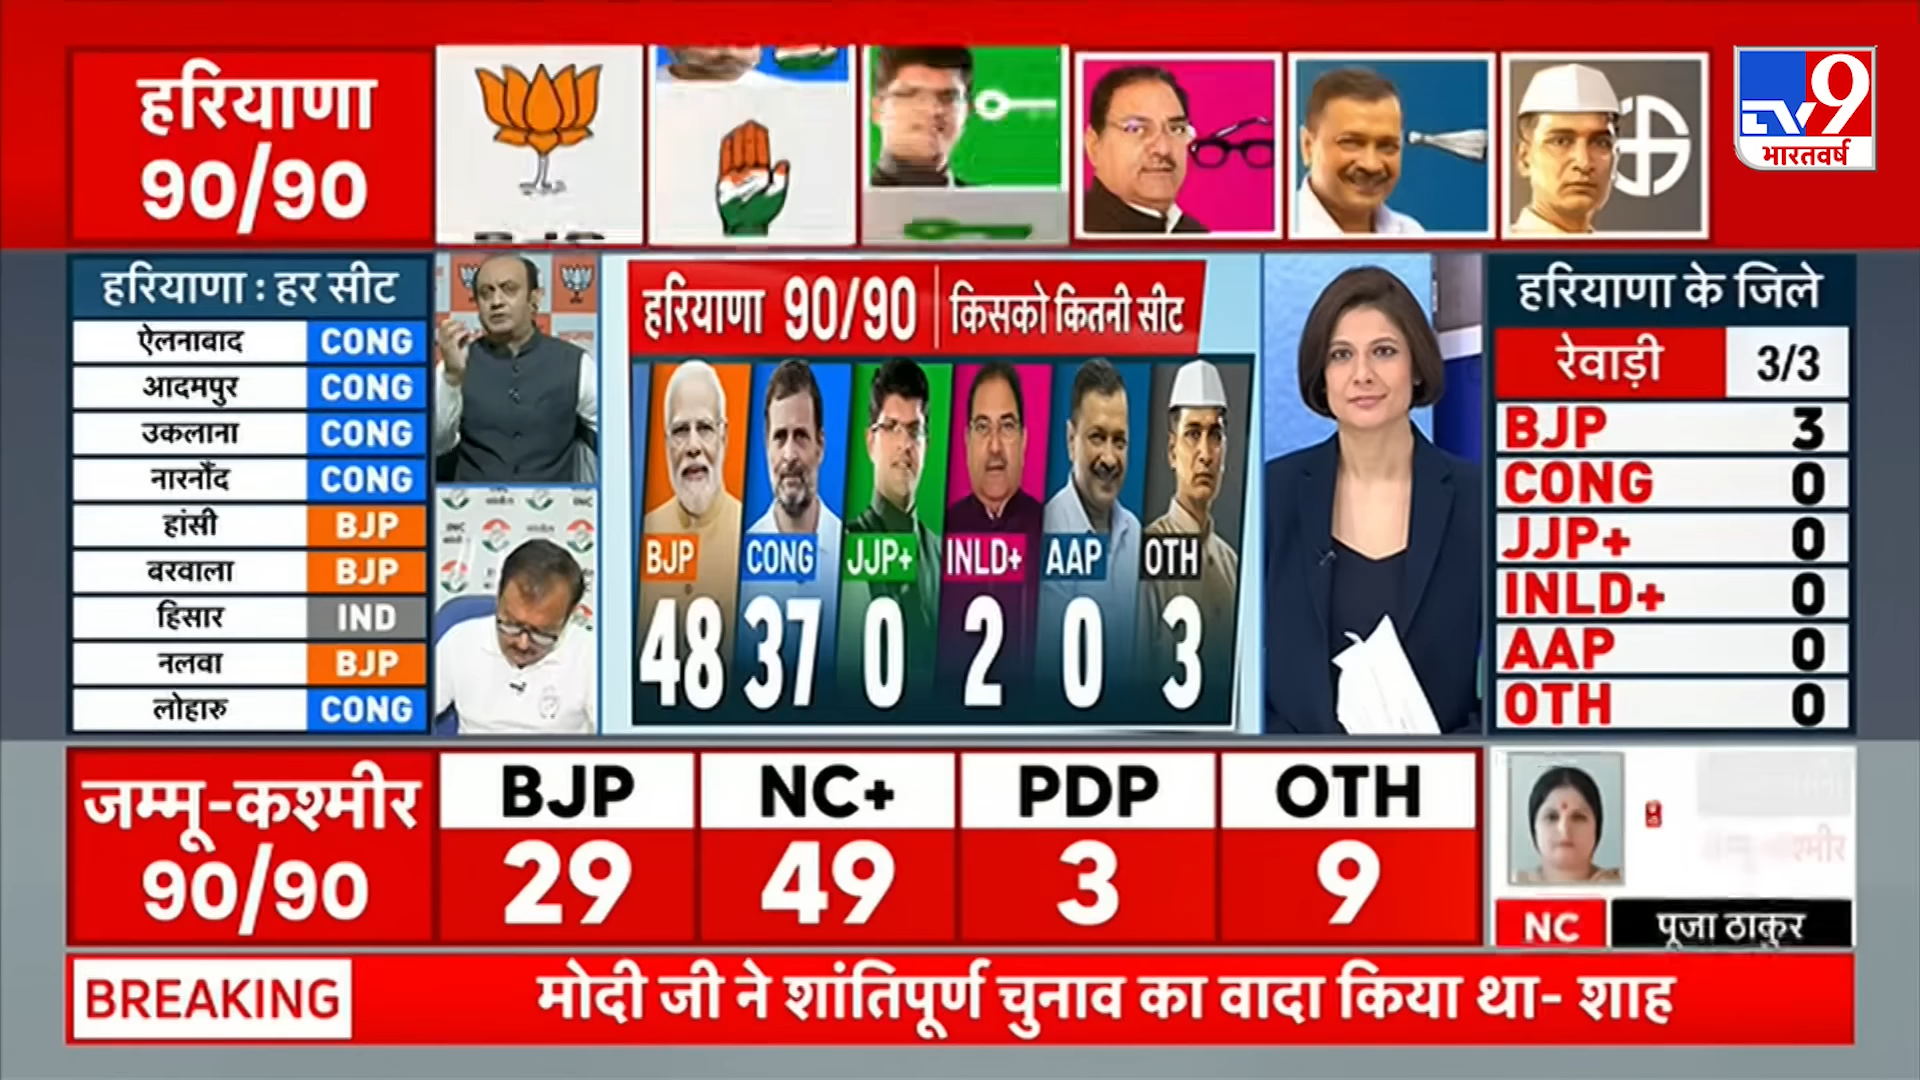 हरियाणा
90/90
TV9
भारतवर्ष
हरियाणा : हर सीट
ऐलनाबाद CONG
आदमपुर CONG
उकलाना CONG
नारनौंद CONG
हांसी BJP
बरवाला BJP
हिसार IND
नलवा BJP
लोहारु CONG
हरियाणा 90/90 किसको कितनी सीट
BJP CONG JJP+ INLD+ AAP OTH
48 37 0 2 0 3
हरियाणा के जिले
रेवाड़ी 3/3
BJP 3
CONG 0
JJP+ 0
INLD+ 0
AAP 0
OTH 0
जम्मू-कश्मीर
90/90
BJP NC+ PDP OTH
29 49 3 9
NC पूजा ठाकुर
BREAKING मोदी जी ने शांतिपूर्ण चुनाव का वादा किया था- शाह